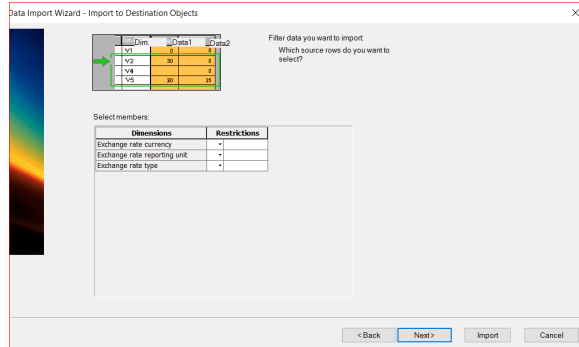 Data Import Wizard - Import to Destination Objects
Dim. Data1 Data2
V1 0 0
V2 30 0
V4 0
V5 20 35
Filter data you want to import
Which source rows do you want to
select?
Select members:
Dimensions Restrictions
Exchange rate currency
Exchange rate reporting unit
Exchange rate type
< Back Next > Import Cancel